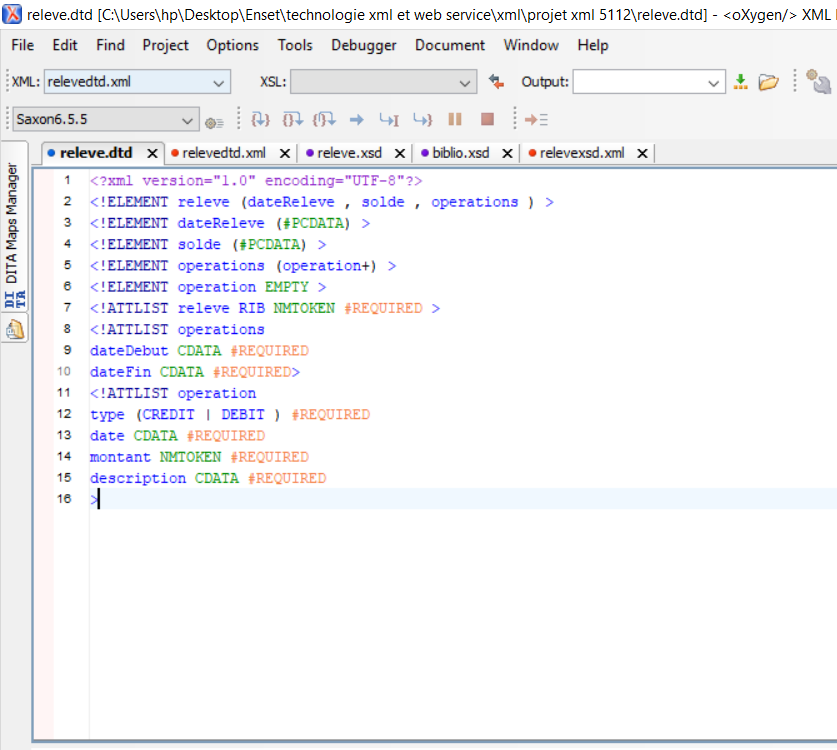 releve.dtd [C:\Users\hp\Desktop\Enset\technologie xml et web service\xml\projet xml 5112\releve.dtd] - <oXygen/> XML
File Edit Find Project Options Tools Debugger Document Window Help
XML: relevedtd.xml XSL: Output:
Saxon6.5.5
releve.dtd relevedtd.xml releve.xsd biblio.xsd relevexsd.xml
DITA Maps Manager
1 <?xml version="1.0" encoding="UTF-8"?>
2 <!ELEMENT releve (dateReleve , solde , operations ) >
3 <!ELEMENT dateReleve (#PCDATA) >
4 <!ELEMENT solde (#PCDATA) >
5 <!ELEMENT operations (operation+) >
6 <!ELEMENT operation EMPTY >
7 <!ATTLIST releve RIB NMTOKEN #REQUIRED >
8 <!ATTLIST operations
9 dateDebut CDATA #REQUIRED
10 dateFin CDATA #REQUIRED>
11 <!ATTLIST operation
12 type (CREDIT | DEBIT ) #REQUIRED
13 date CDATA #REQUIRED
14 montant NMTOKEN #REQUIRED
15 description CDATA #REQUIRED
16 >